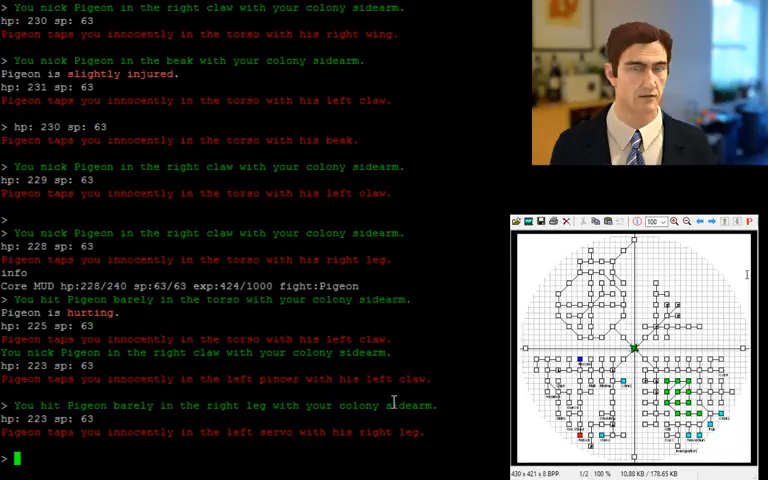 > You nick Pigeon in the right claw with your colony sidearm.
hp: 230 sp: 63
Pigeon taps you innocently in the torso with his right wing.
> You nick Pigeon in the beak with your colony sidearm.
Pigeon is slightly injured.
hp: 231 sp: 63
Pigeon taps you innocently in the torso with his left claw.
> hp: 230 sp: 63
Pigeon taps you innocently in the torso with his beak.
> You nick Pigeon in the right claw with your colony sidearm.
hp: 229 sp: 63
Pigeon taps you innocently in the torso with his left claw.
>
> You nick Pigeon in the right claw with your colony sidearm.
hp: 228 sp: 63
Pigeon taps you innocently in the torso with his right leg.
info
Core MUD hp:228/240 sp:63/63 exp:424/1000 fight:Pigeon
> You hit Pigeon barely in the torso with your colony sidearm.
Pigeon is hurting.
hp: 225 sp: 63
Pigeon taps you innocently in the torso with his left claw.
You nick Pigeon in the right claw with your colony sidearm.
hp: 223 sp: 63
Pigeon taps you innocently in the left pincer with his left claw.
> You hit Pigeon barely in the right leg with your colony sidearm.
hp: 223 sp: 63
Pigeon taps you innocently in the left servo with his right leg.
>
100
430 x 421 x 8 BPP
1/2
100 %
10.88 KB / 178.65 KB